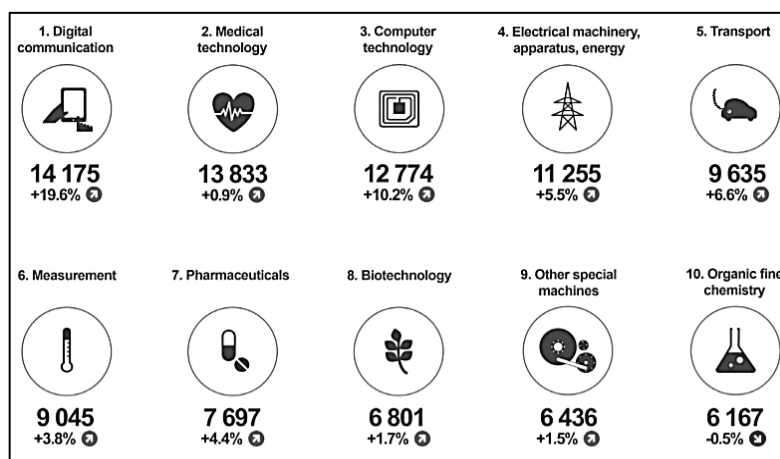 1. Digital
communication
14 175
+19.6%
2. Medical
technology
13 833
+0.9%
3. Computer
technology
12 774
+10.2%
4. Electrical machinery,
apparatus, energy
11 255
+5.5%
5. Transport
9 635
+6.6%
6. Measurement
9 045
+3.8%
7. Pharmaceuticals
7 697
+4.4%
8. Biotechnology
6 801
+1.7%
9. Other special
machines
6 436
+1.5%
10. Organic fine
chemistry
6 167
-0.5%